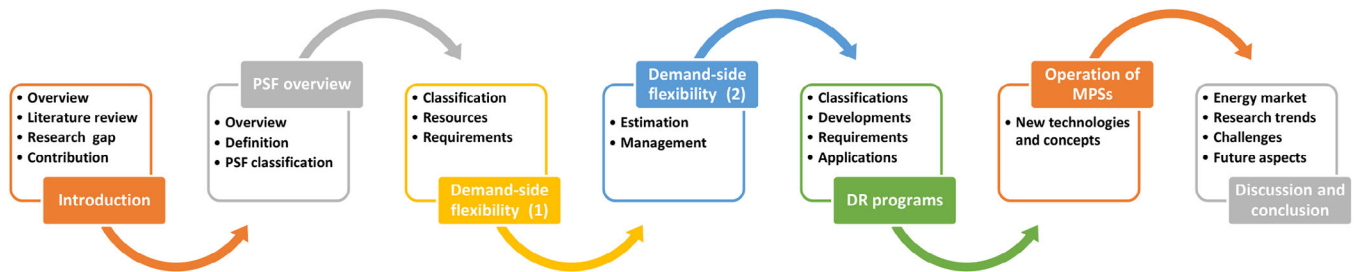 • Overview
• Literature review
• Research gap
• Contribution
Introduction
PSF overview
• Overview
• Definition
• PSF classification
• Classification
• Resources
• Requirements
Demand-side
flexibility (1)
Demand-side
flexibility (2)
• Estimation
• Management
• Classifications
• Developments
• Requirements
• Applications
DR programs
Operation of
MPSs
• New technologies
and concepts
• Energy market
• Research trends
• Challenges
• Future aspects
Discussion and
conclusion